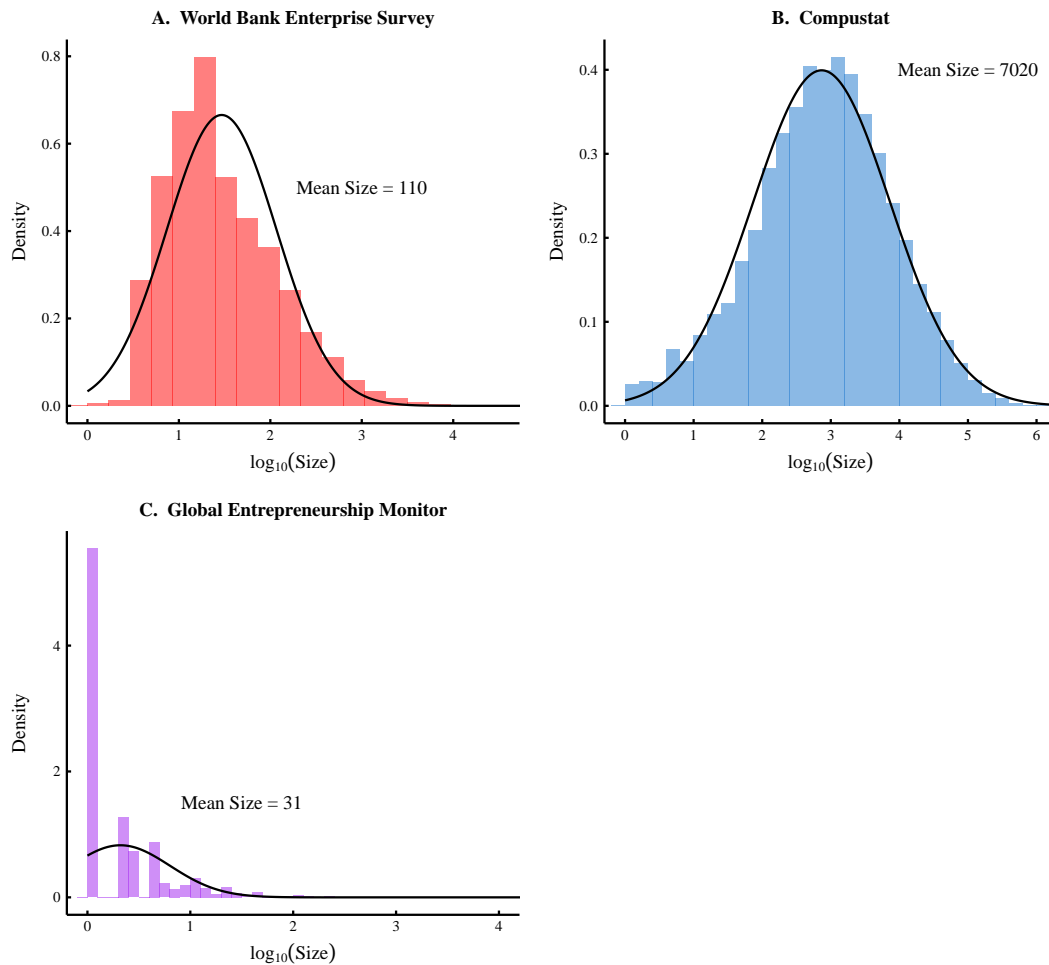 A. World Bank Enterprise Survey
0.8
0.6
0.4
0.2
0.0
Density
Mean Size = 110
0 1 2 3 4
log10(Size)
B. Compustat
0.4
0.3
0.2
0.1
0.0
Density
Mean Size = 7020
0 1 2 3 4 5 6
log10(Size)
C. Global Entrepreneurship Monitor
4
2
0
Density
Mean Size = 31
0 1 2 3 4
log10(Size)